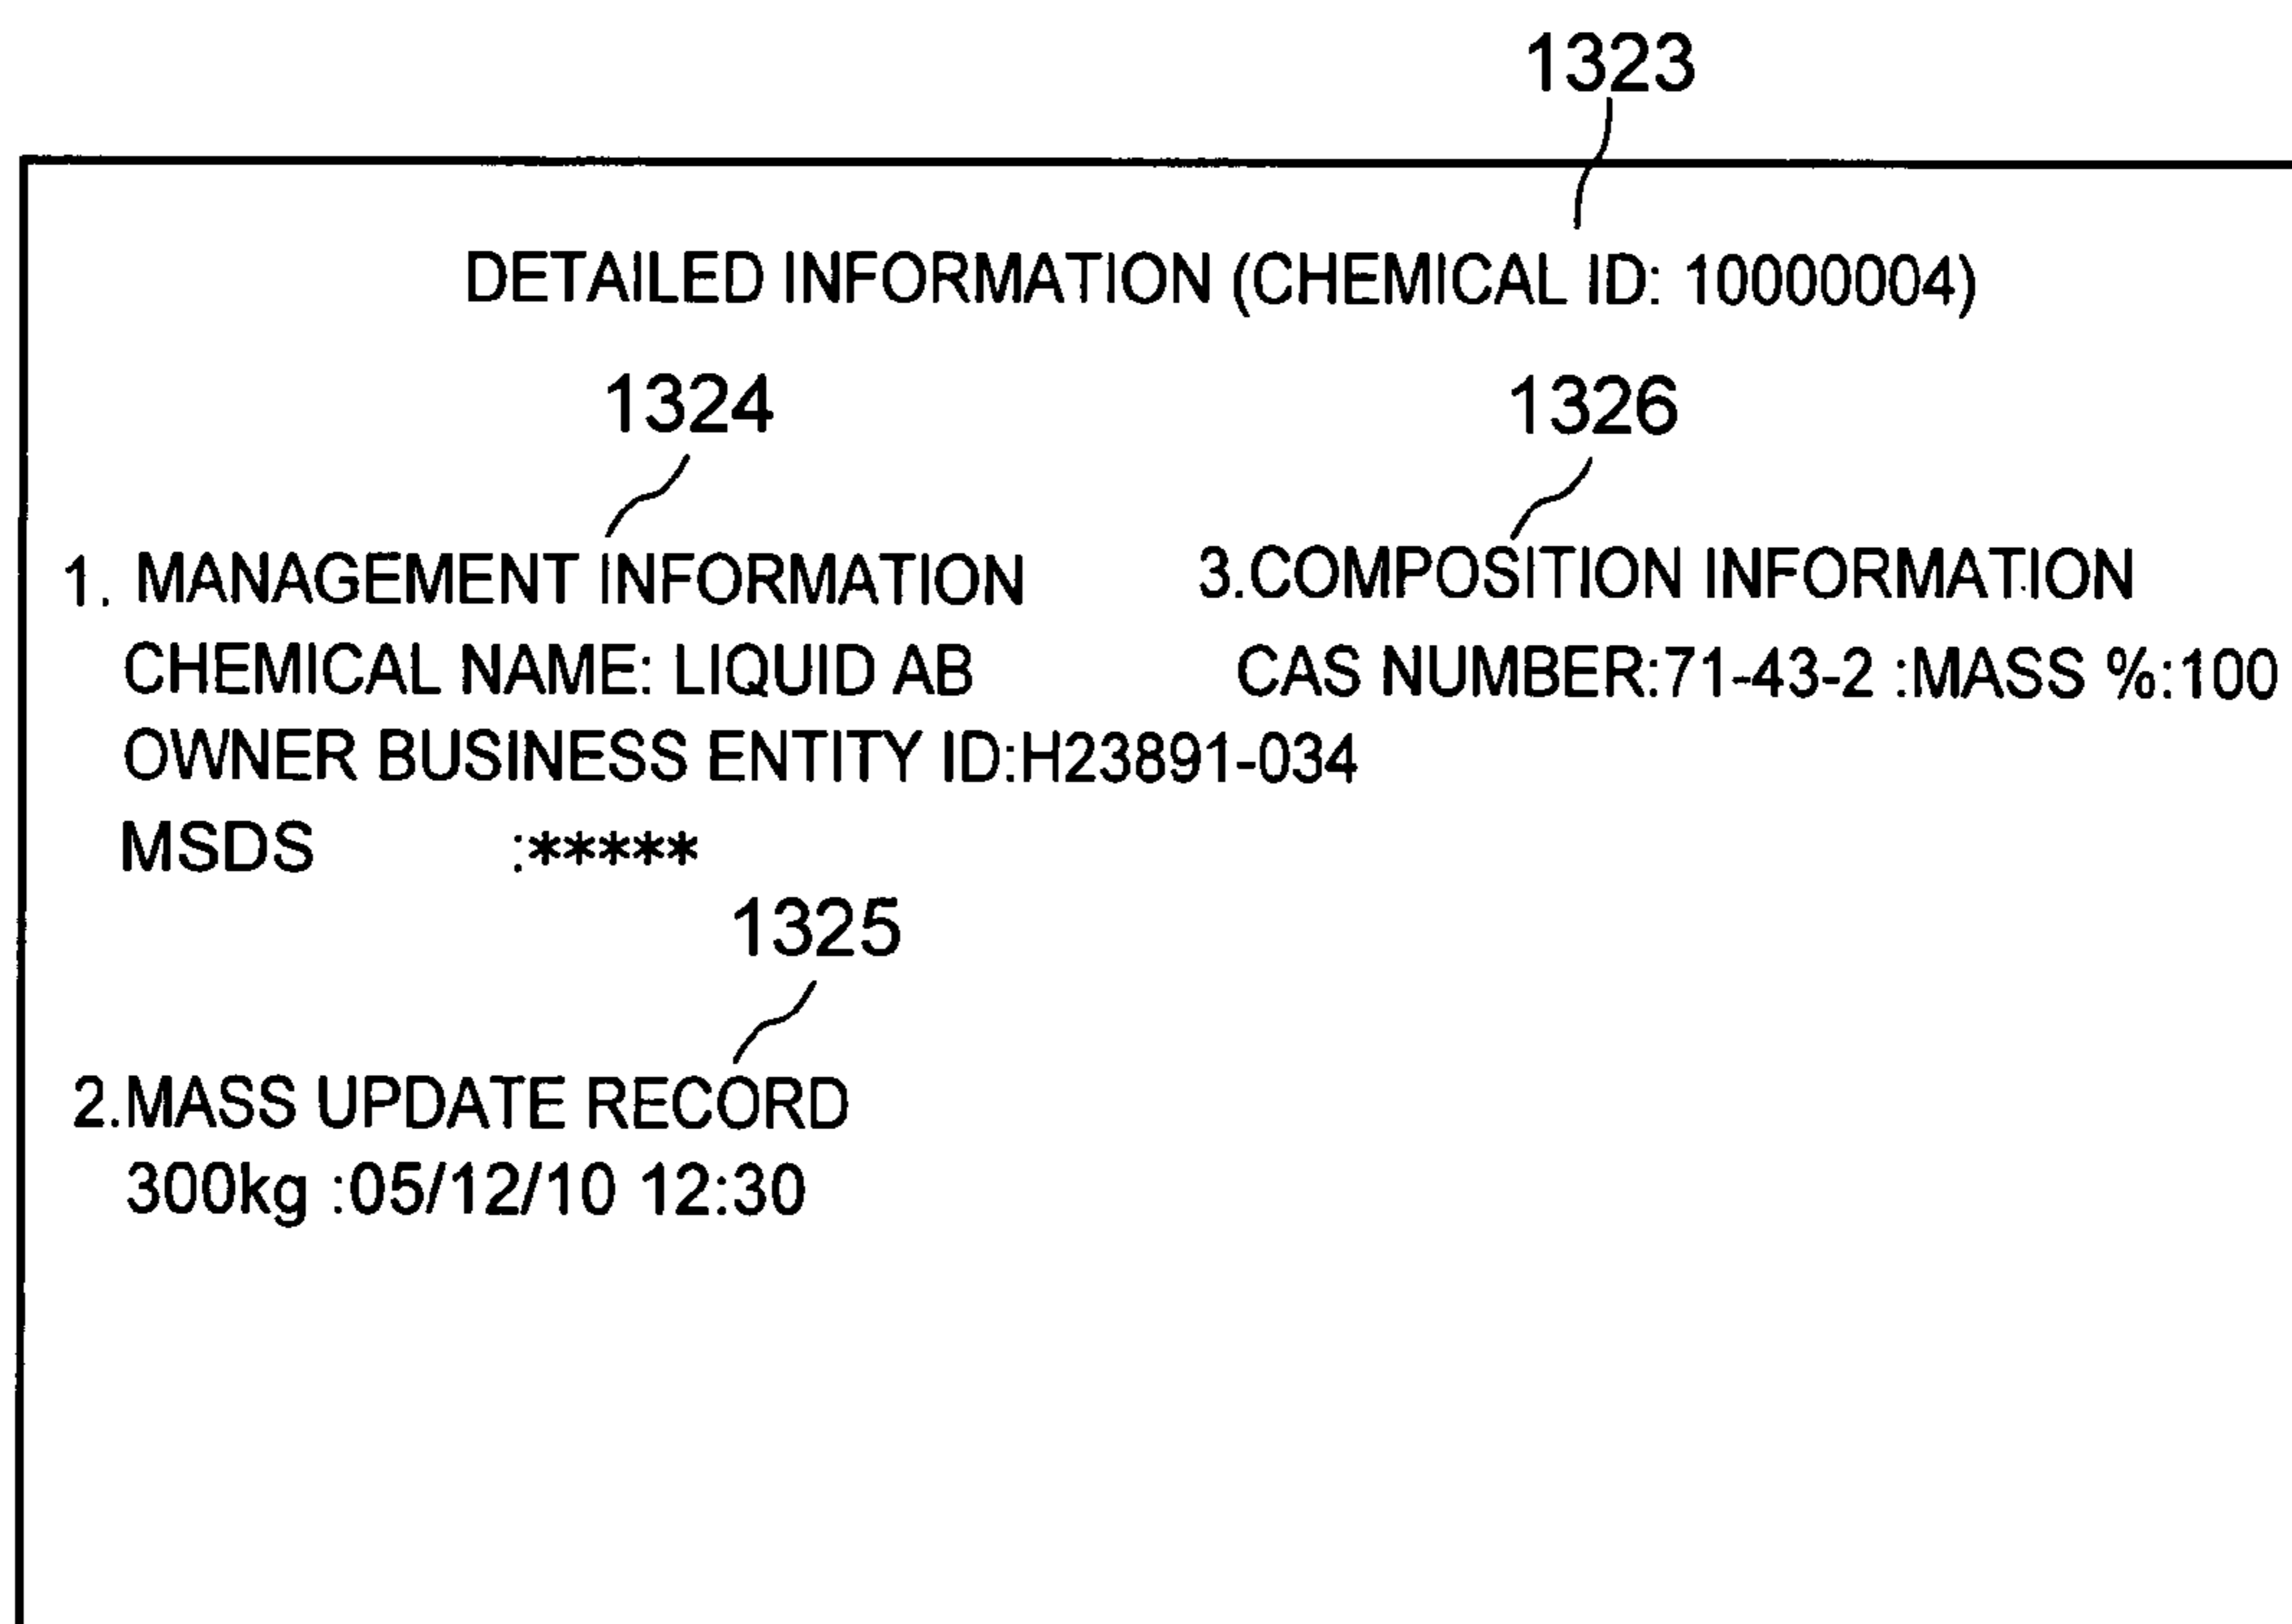 1323
DETAILED INFORMATION (CHEMICAL ID: 10000004)
1324
1. MANAGEMENT INFORMATION
CHEMICAL NAME: LIQUID AB
OWNER BUSINESS ENTITY ID:H23891-034
MSDS :*****
1325
2.MASS UPDATE RECORD
300kg :05/12/10 12:30
1326
3.COMPOSITION INFORMATION
CAS NUMBER:71-43-2 :MASS %:100